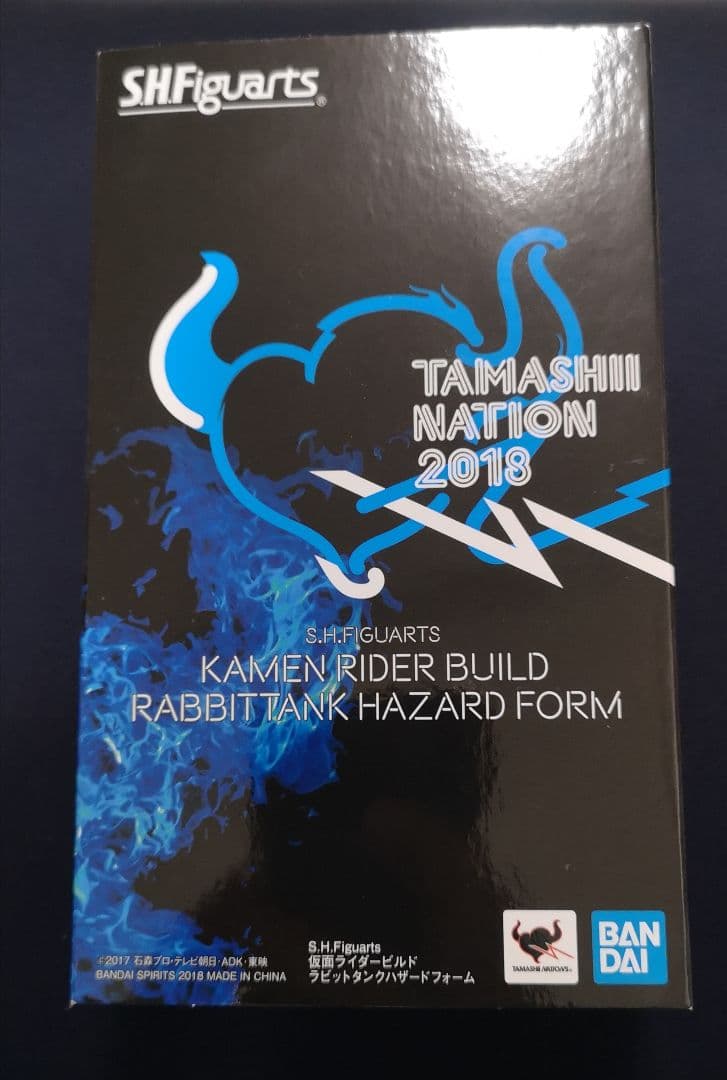 S.H.Figuarts®
TAMASHII
NATION
2018
S.H.FIGUARTS
KAMEN RIDER BUILD
RABBITTANK HAZARD FORM
©2017 石森プロ・テレビ朝日・ADK・東映
BANDAI SPIRITS 2018 MADE IN CHINA
S.H.Figuarts
仮面ライダービルド
ラビットタンクハザードフォーム
TAMASHII NATIONS®
BAN
DAI